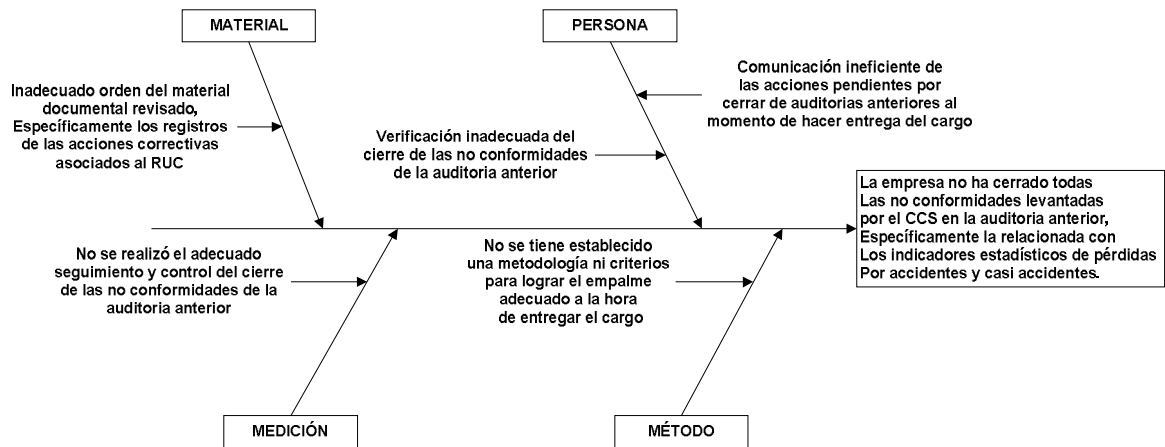 MATERIAL
PERSONA
Inadecuado orden del material
documental revisado,
Específicamente los registros
de las acciones correctivas
asociados al RUC
Verificación inadecuada del
cierre de las no conformidades
de la auditoria anterior
Comunicación ineficiente de
las acciones pendientes por
cerrar de auditorias anteriores al
momento de hacer entrega del cargo
La empresa no ha cerrado todas
Las no conformidades levantadas
por el CCS en la auditoria anterior,
Específicamente la relacionada con
Los indicadores estadísticos de pérdidas
Por accidentes y casi accidentes.
No se realizó el adecuado
seguimiento y control del cierre
de las no conformidades de la
auditoria anterior
No se tiene establecido
una metodología ni criterios
para lograr el empalme
adecuado a la hora
de entregar el cargo
MEDICIÓN
MÉTODO